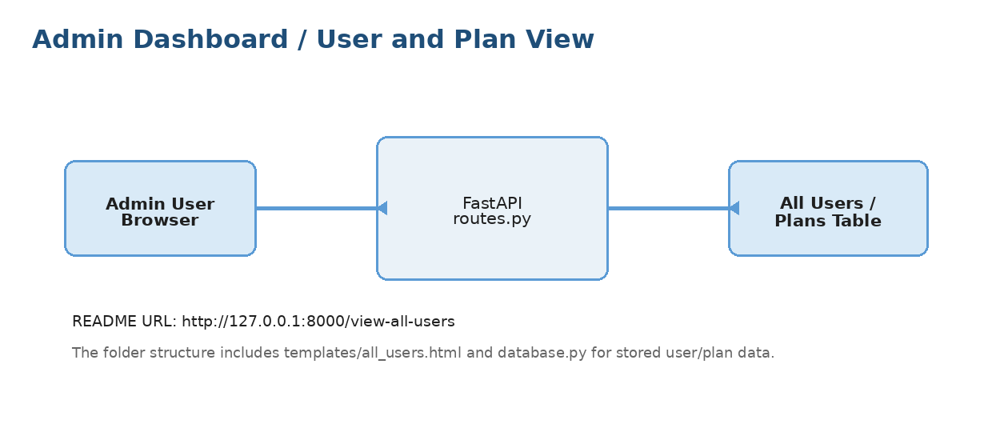 Admin Dashboard / User and Plan View
Admin User
Browser
FastAPI
routes.py
All Users /
Plans Table
README URL: http://127.0.0.1:8000/view-all-users
The folder structure includes templates/all_users.html and database.py for stored user/plan data.